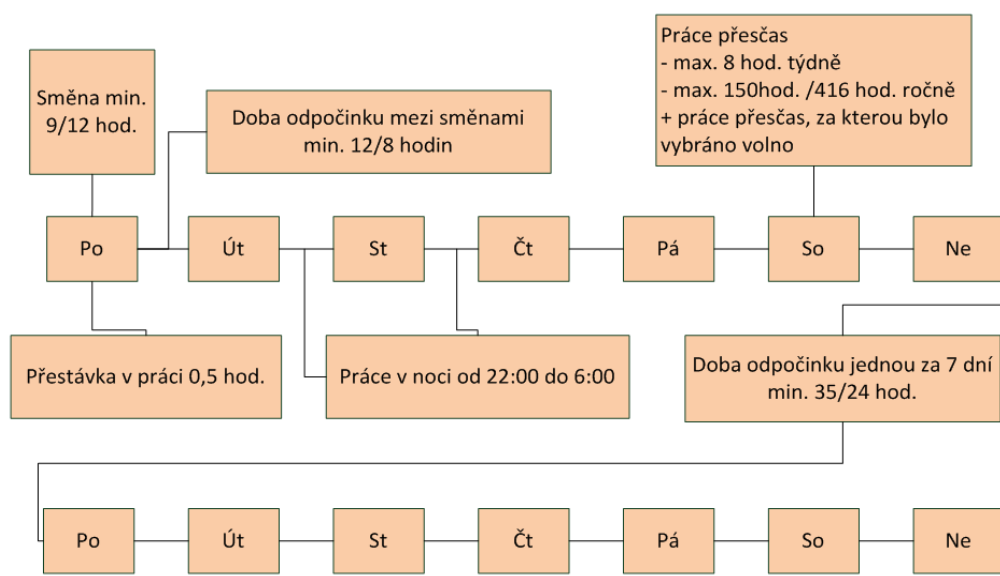 Směna min.
9/12 hod.
Doba odpočinku mezi směnami
min. 12/8 hodin
Práce přesčas
- max. 8 hod. týdně
- max. 150hod. /416 hod. ročně
+ práce přesčas, za kterou bylo
vybráno volno
Po
Út
St
Čt
Pá
So
Ne
Přestávka v práci 0,5 hod.
Práce v noci od 22:00 do 6:00
Doba odpočinku jednou za 7 dní
min. 35/24 hod.
Po
Út
St
Čt
Pá
So
Ne